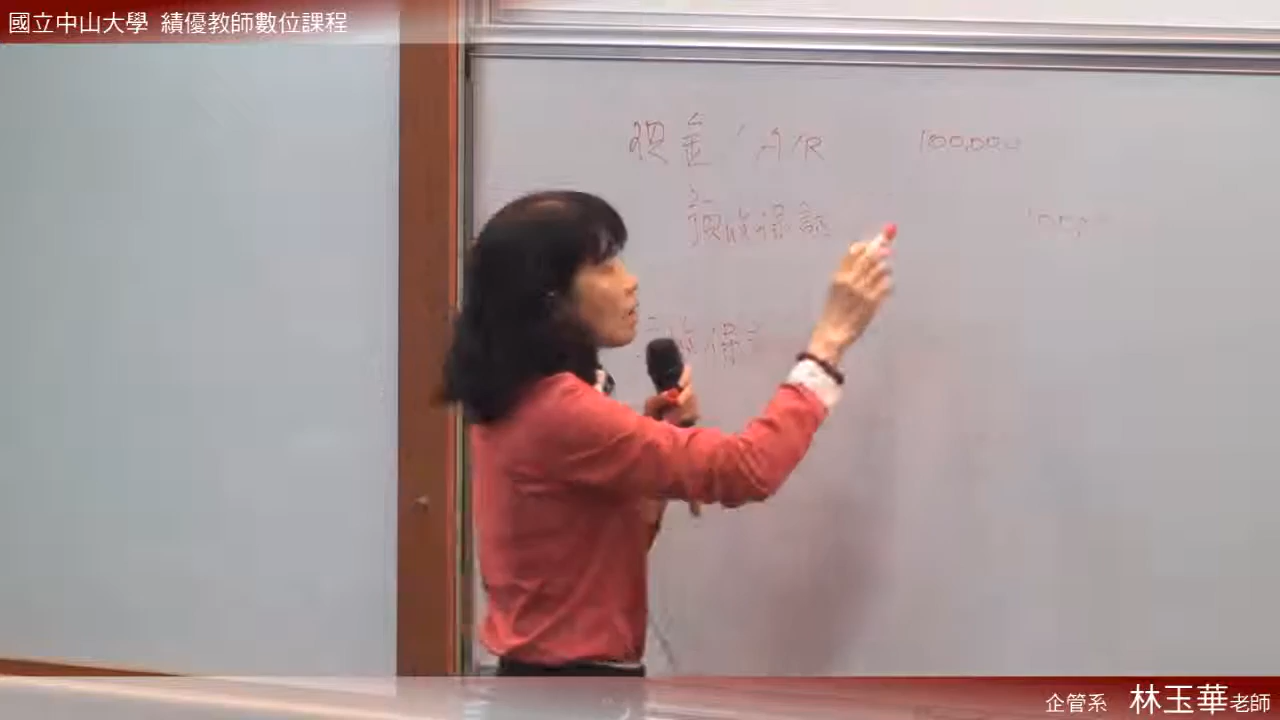 國立中山大學 績優教師數位課程
現金/A/R 100,000
預收保証
企管系 林玉華老師